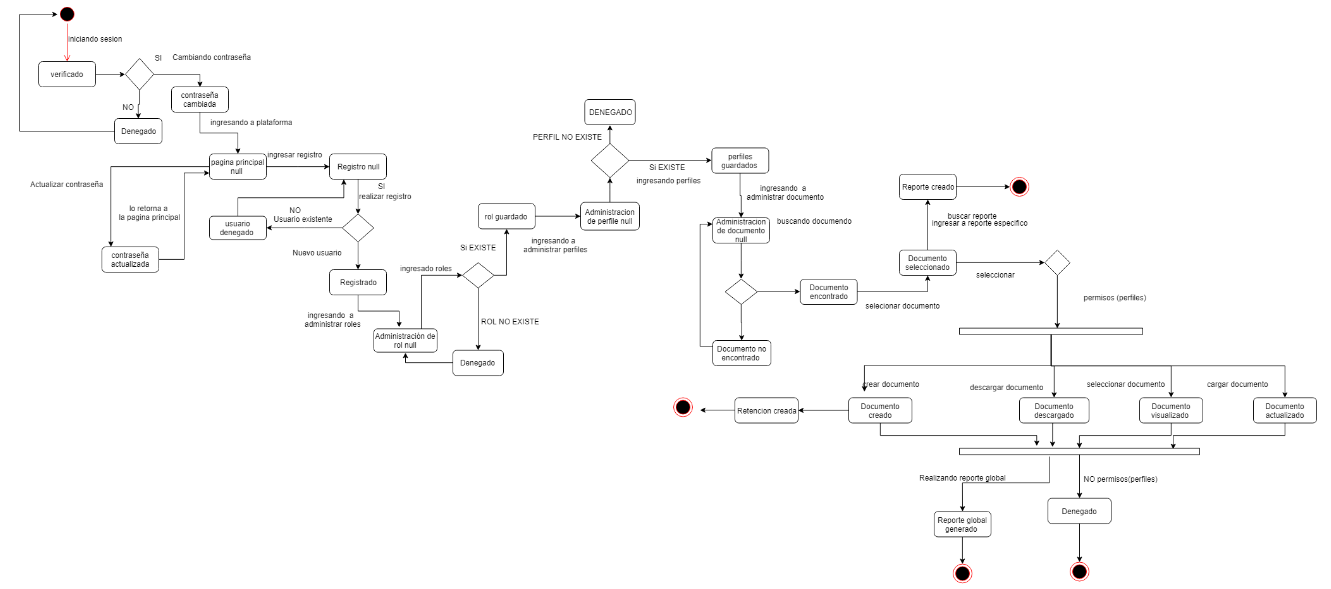 iniciando sesion
verificado
SI
Cambiando contraseña
NO
Denegado
contraseña
cambiada
ingresando a plataforma
pagina principal
null
ingresar registro
Registro null
Actualizar contraseña
lo retorna a
la pagina principal
contraseña
actualizada
SI
realizar registro
NO
Usuario existente
usuario
denegado
Nuevo usuario
Registrado
ingresando a
administrar roles
Administración de
rol null
ingresado roles
Si EXISTE
ROL NO EXISTE
Denegado
rol guardado
ingresando a
administrar perfiles
Administracion
de perfile null
PERFIL NO EXISTE
DENEGADO
Si EXISTE
ingresando perfiles
perfiles
guardados
ingresando a
administrar documento
Administracion
de documento
null
buscando documendo
Documento
encontrado
Documento no
encontrado
selecionar documento
Documento
seleccionado
buscar reporte
ingresar a reporte especifico
Reporte creado
seleccionar
permisos (perfiles)
crear documento
descargar documento
seleccionar documento
cargar documento
Documento
creado
Documento
descargado
Documento
visualizado
Documento
actualizado
Retencion creada
Realizando reporte global
NO permisos(perfiles)
Reporte global
generado
Denegado